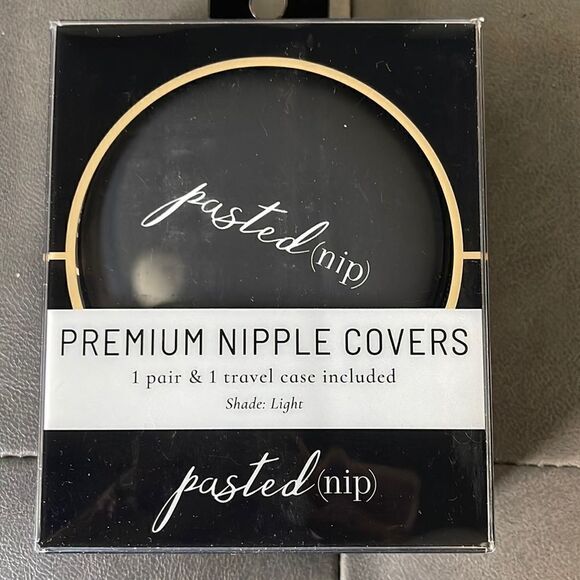 pasted (nip)
PREMIUM NIPPLE COVERS
1 pair & 1 travel case included
Shade: Light
pasted (nip)